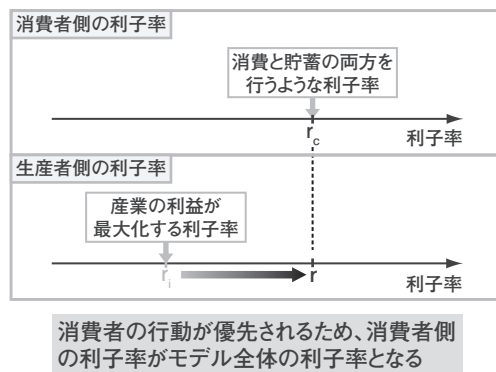 消費者側の利子率
消費と貯蓄の両方を
行うような利子率
rc
利子率
生産者側の利子率
産業の利益が
最大化する利子率
ri
r
利子率
消費者の行動が優先されるため、消費者側
の利子率がモデル全体の利子率となる